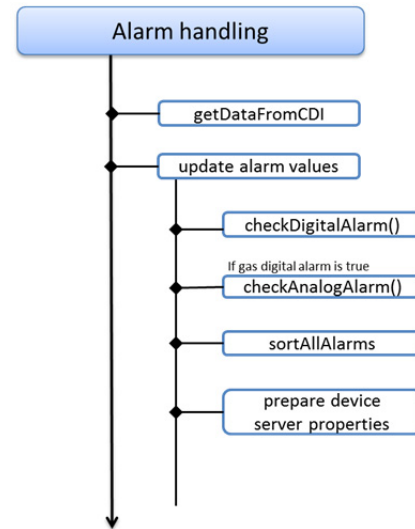 Alarm handling
getDataFromCDI
update alarm values
checkDigitalAlarm()
If gas digital alarm is true
checkAnalogAlarm()
sortAllAlarms
prepare device
server properties